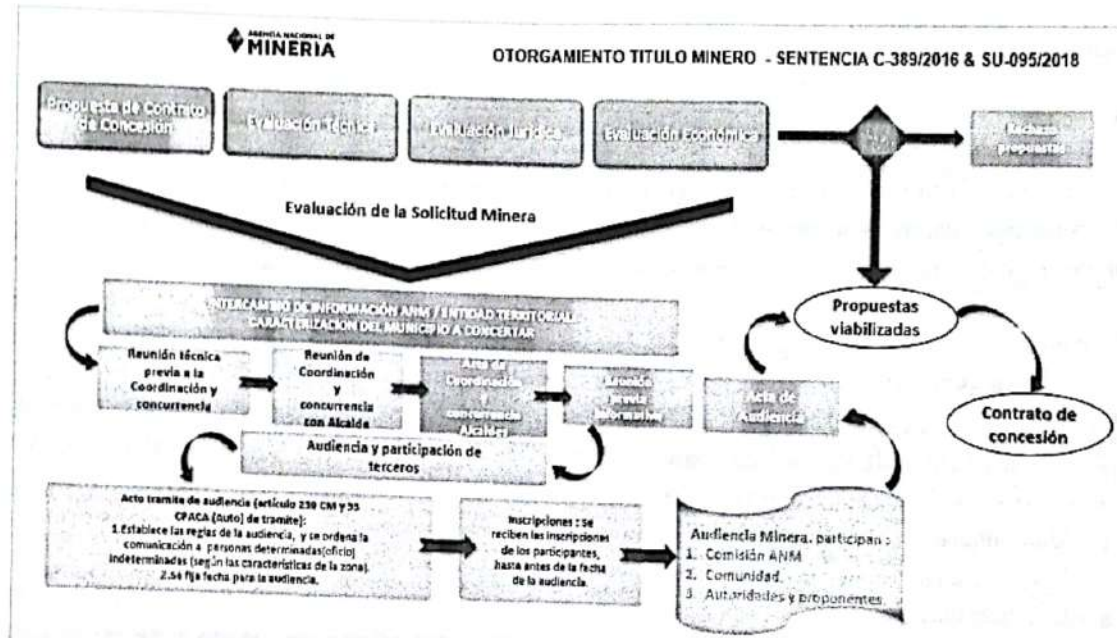 AGENCIA NACIONAL DE
MINERÍA
OTORGAMIENTO TITULO MINERO - SENTENCIA C-389/2016 & SU-095/2018
Propuesta de Contrato
de Concesión
Evaluación Técnica
Evaluación Jurídica
Evaluación Económica
Rechazo
propuestas
Evaluación de la Solicitud Minera
INTERCAMBIO DE INFORMACIÓN ANM / ENTIDAD TERRITORIAL/
CARACTERIZACION DEL MUNICIPIO A CONCERTAR
Propuestas
viabilizadas
Reunión técnica
previa a la
Coordinación y
concurrencia
Reunión de
Coordinación
y
concurrencia
con Alcalde
Acta de
Coordinación
y
concurrencia
Alcaldes
Reunión
previa
informativa
Acta de
Audiencia
Contrato de
concesión
Audiencia y participación de
terceros
Acto tramite de audiencia (artículo 259 CM y 35
CPACA (Auto) de tramite):
1.Establece las reglas de la audiencia, y se ordena la
comunicación a personas determinadas(oficio)
indeterminadas (según las características de la zona).
2.Se fija fecha para la audiencia.
Inscripciones : Se
reciben las inscripciones
de los participantes,
hasta antes de la fecha
de la audiencia.
Audiencia Minera. participan :
1. Comisión ANM
2. Comunidad.
3. Autoridades y proponentes.